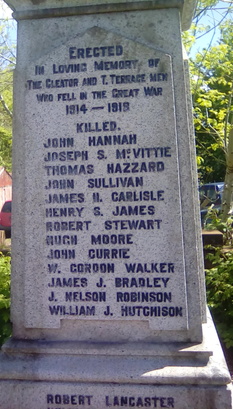 ERECTED
IN LOVING MEMORY OF
THE CLEATOR AND T. TERRACE MEN
WHO FELL IN THE GREAT WAR
1914—1919
KILLED.
JOHN HANNAH
JOSEPH S. McVITTIE
THOMAS HAZZARD
JOHN SULLIVAN
JAMES H. CARLISLE
HENRY S. JAMES
ROBERT STEWART
HUGH MOORE
JOHN CURRIE
W. GORDON WALKER
JAMES J. BRADLEY
J. NELSON ROBINSON
WILLIAM J. HUTCHISON
ROBERT LANCASTER